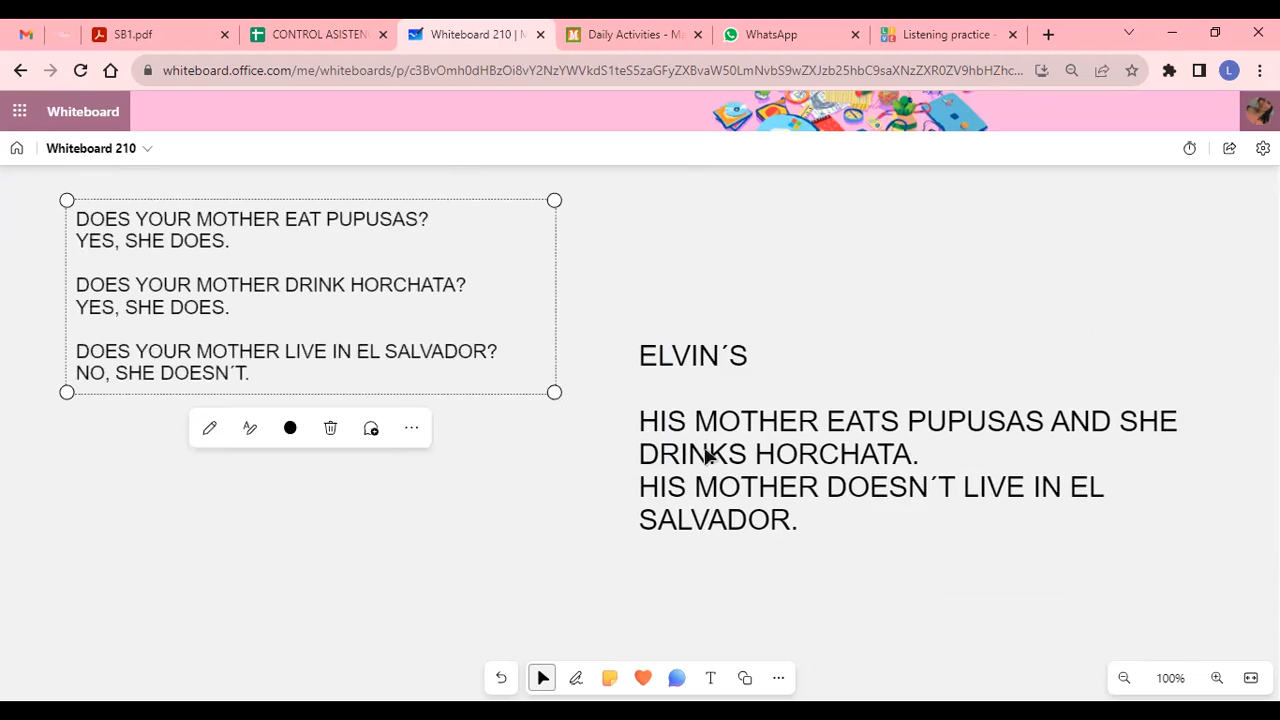 SB1.pdf
CONTROL ASISTENC
Whiteboard 210 | M
Daily Activities - Ma
WhatsApp
Listening practice -
whiteboard.office.com/me/whiteboards/p/
L
Whiteboard
Whiteboard 210
DOES YOUR MOTHER EAT PUPUSAS?
YES, SHE DOES.
DOES YOUR MOTHER DRINK HORCHATA?
YES, SHE DOES.
DOES YOUR MOTHER LIVE IN EL SALVADOR?
NO, SHE DOESN´T.
ELVIN´S
HIS MOTHER EATS PUPUSAS AND SHE
DRINKS HORCHATA.
HIS MOTHER DOESN´T LIVE IN EL
SALVADOR.
100%